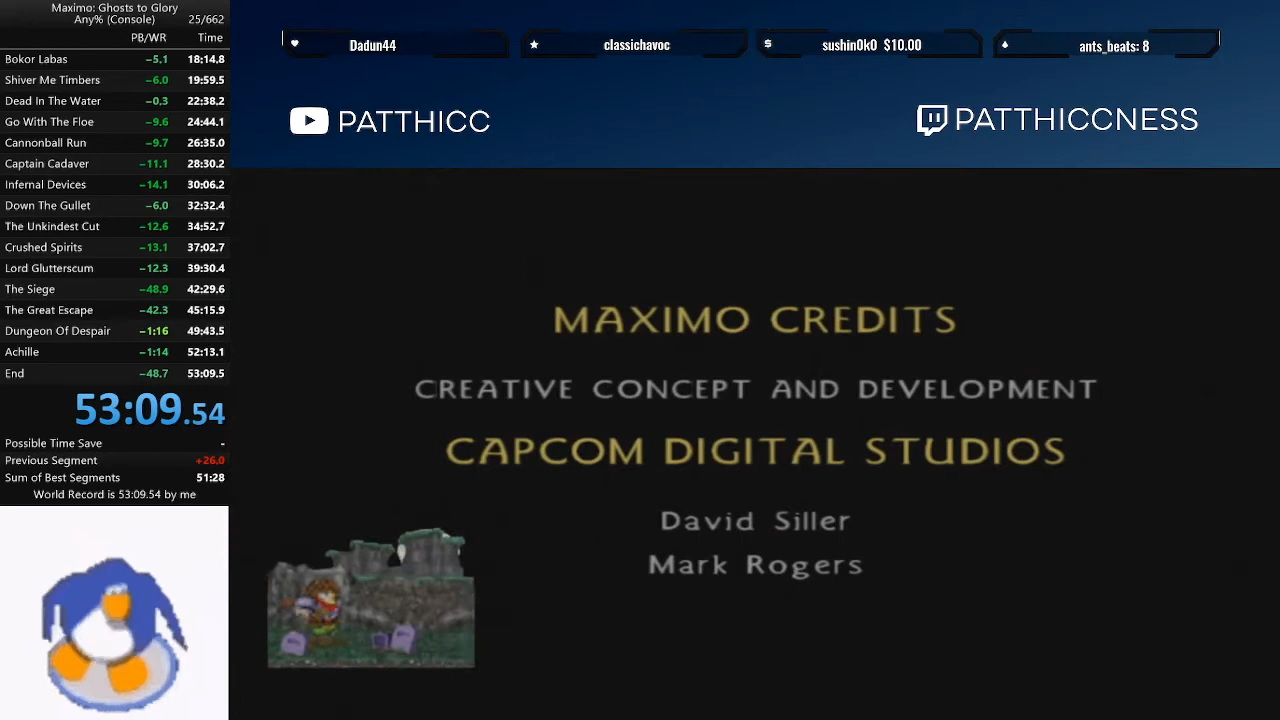 Maximo: Ghosts to Glory
Any% (Console) 25/662
PB/WR Time
Bokor Labas −5.1 18:14.8
Shiver Me Timbers −6.0 19:59.5
Dead In The Water −0.3 22:38.2
Go With The Floe −9.6 24:44.1
Cannonball Run −9.7 26:35.0
Captain Cadaver −11.1 28:30.2
Infernal Devices −14.1 30:06.2
Down The Gullet −6.0 32:32.4
The Unkindest Cut −12.6 34:52.7
Crushed Spirits −13.1 37:02.7
Lord Glutterscum −12.3 39:30.4
The Siege −48.9 42:29.6
The Great Escape −42.3 45:15.9
Dungeon Of Despair −1:16 49:43.5
Achille −1:14 52:13.1
End −48.7 53:09.5
53:09.54
Possible Time Save -
Previous Segment +26.0
Sum of Best Segments 51:28
World Record is 53:09.54 by me
Dadun44 classichavoc $ sushin0k0 $10.00 ants_beats: 8
PATTHICC PATTHICCNESS
MAXIMO CREDITS
CREATIVE CONCEPT AND DEVELOPMENT
CAPCOM DIGITAL STUDIOS
David Siller
Mark Rogers